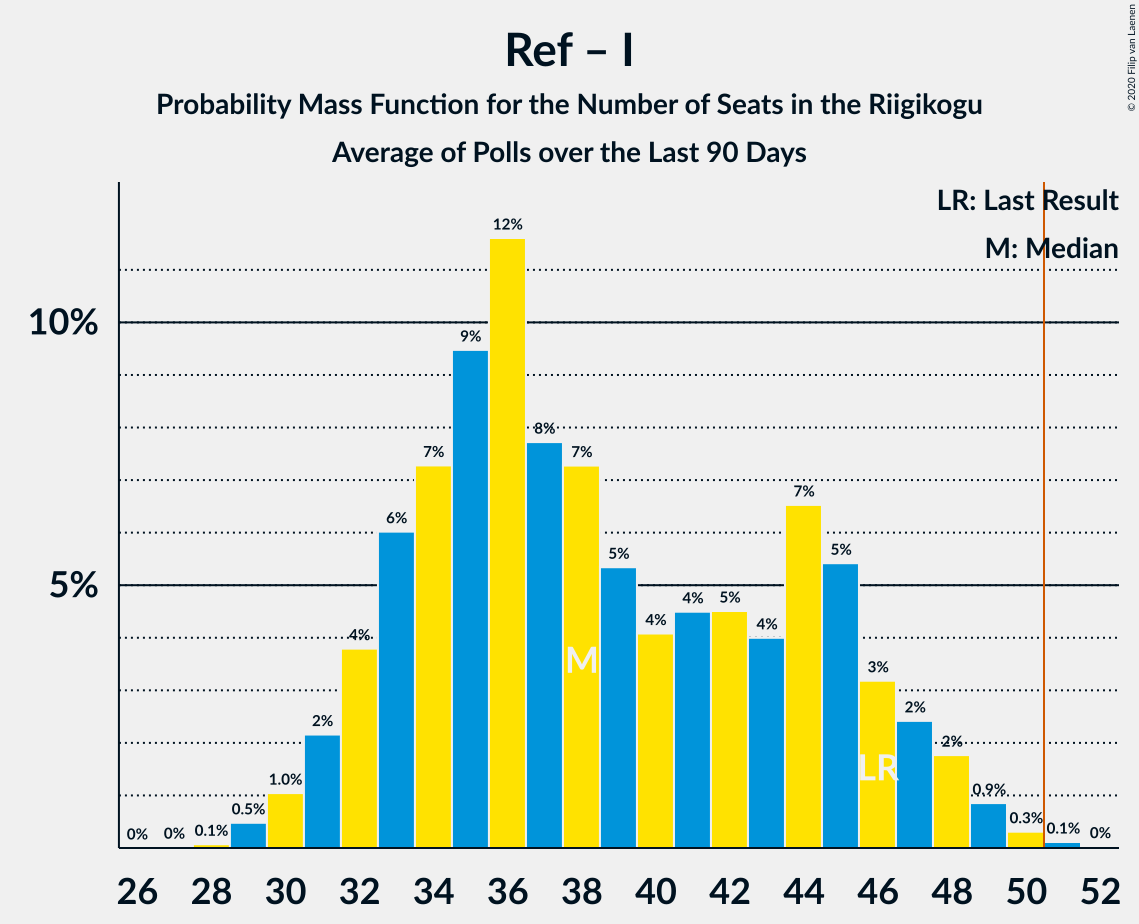 Ref – I
Probability Mass Function for the Number of Seats in the Riigikogu
Average of Polls over the Last 90 Days
© 2020 Filip van Laenen
LR: Last Result
M: Median
10%
5%
0% 0% 0.1% 0.5% 1.0% 2% 4% 6% 7% 9% 12% 8% 7% 5% 4% 4% 5% 4% 7% 5% 3% 2% 2% 0.9% 0.3% 0.1% 0%
M
LR
26 28 30 32 34 36 38 40 42 44 46 48 50 52